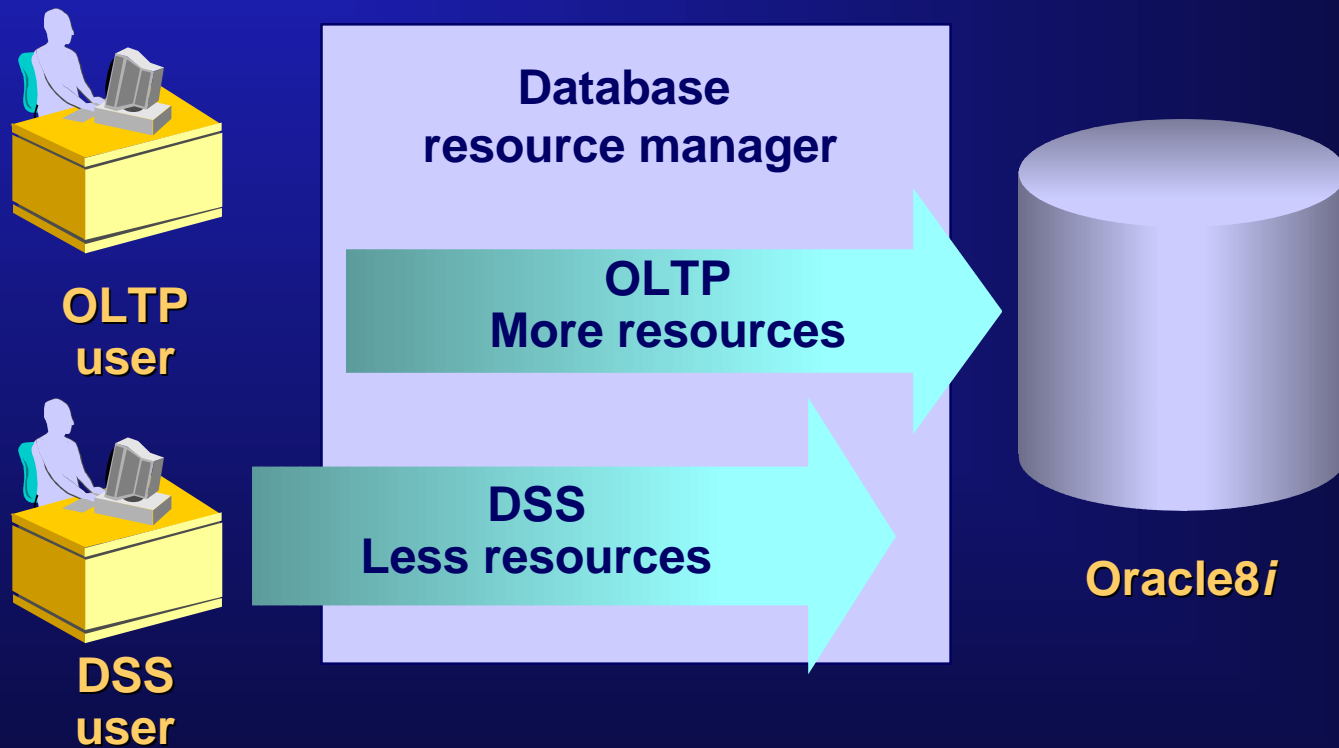 Database
resource manager
OLTP
More resources
OLTP
user
DSS
Less resources
Oracle8i
DSS
user